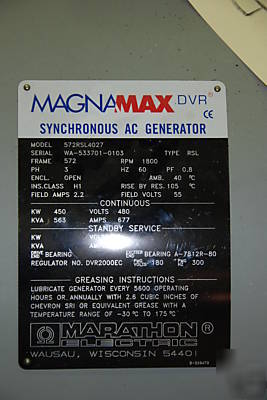 MAGNAMAX DVR®
CE
SYNCHRONOUS AC GENERATOR
MODEL 572RSL4027
SERIAL WA-533701-0103 TYPE RSL
FRAME 572 RPM 1800
PH 3 HZ 60 PF 0.8
ENCL. OPEN AMB. 40 °C
INS.CLASS H1 RISE BY RES. 105 °C
FIELD AMPS 2.2 FIELD VOLTS 55
CONTINUOUS
KW 450 VOLTS 480
KVA 563 AMPS 677
STANDBY SERVICE
KW VOLTS
KVA AMPS
DRIVE END BEARING BEARING A-7812R-80
REGULATOR NO. DVR2000EC 180 300
GREASING INSTRUCTIONS
LUBRICATE GENERATOR EVERY 5600 OPERATING
HOURS OR ANNUALLY WITH 2.6 CUBIC INCHES OF
CHEVRON SRI OR EQUIVALENT GREASE WITH A
TEMPERATURE RANGE OF -30°C TO 175°C
MARATHON
ELECTRIC
WAUSAU, WISCONSIN 54401